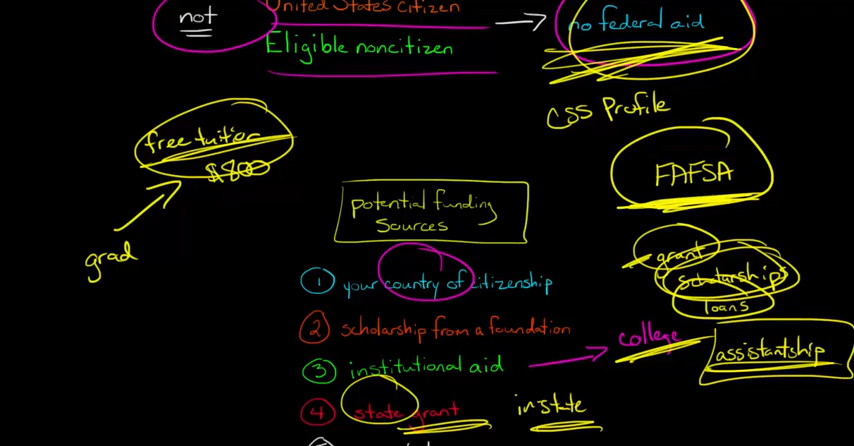 not
United States Citizen
Eligible noncitizen
no federal aid
CSS Profile
free tuition
$800
grad
FAFSA
potential funding
sources
1 your country of citizenship
2 scholarship from a foundation
3 institutional aid
4 state grant
in state
grant
scholarships
loans
college
assistantship